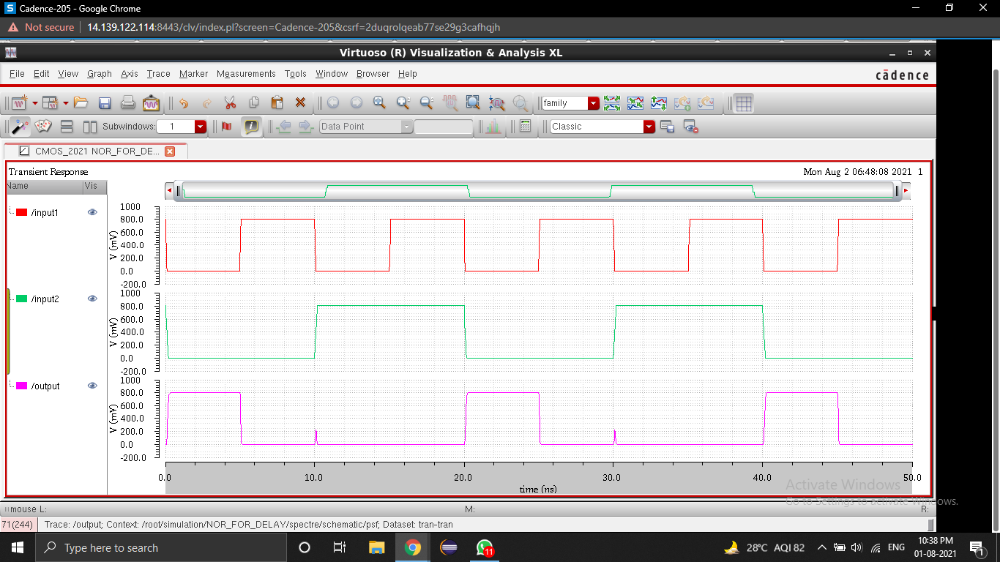 Cadence-205 - Google Chrome
Not secure 14.139.122.114:8443/clv/index.pl?screen=Cadence-205&csrf=2duqrolqeab77se29g3cafhqjh
Virtuoso (R) Visualization & Analysis XL
File Edit View Graph Axis Trace Marker Measurements Tools Window Browser Help
cādence
family
Subwindows: 1 Data Point Classic
CMOS_2021 NOR_FOR_DE...
Transient Response Mon Aug 2 06:48:08 2021 1
Name Vis
/input1
V (mV)
1000
800.0
600.0
400.0
200.0
0.0
-200.0
/input2
V (mV)
1000
800.0
600.0
400.0
200.0
0.0
-200.0
/output
V (mV)
1000
800.0
600.0
400.0
200.0
0.0
-200.0
0.0 10.0 20.0 30.0 40.0 50.0
time (ns)
Activate Windows
Go to Settings to activate Windows.
mouse L: M: R:
71(244) Trace: /output; Context: /root/simulation/NOR_FOR_DELAY/spectre/schematic/psf; Dataset: tran-tran
Type here to search
11
28°C AQI 82 ENG
10:38 PM
01-08-2021
1